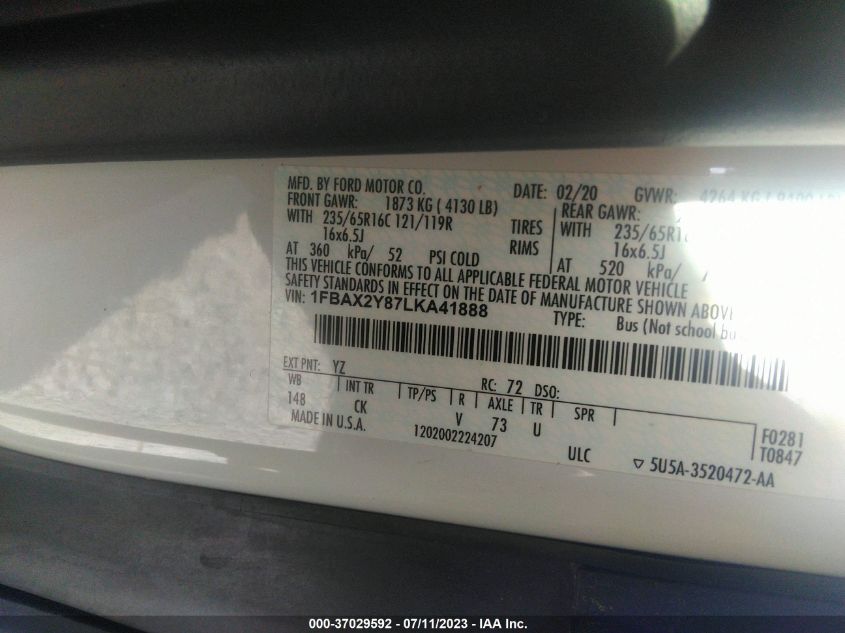 MFD. BY FORD MOTOR CO. DATE: 02/20 GVWR: 4264 KG
FRONT GAWR: 1873 KG ( 4130 LB) REAR GAWR:
WITH 235/65R16C 121/119R TIRES WITH 235/65R16
16x6.5J RIMS 16x6.5J
AT 360 kPa/ 52 PSI COLD AT 520 kPa/
THIS VEHICLE CONFORMS TO ALL APPLICABLE FEDERAL MOTOR VEHICLE
SAFETY STANDARDS IN EFFECT ON THE DATE OF MANUFACTURE SHOWN ABOVE
VIN: 1FBAX2Y87LKA41888 TYPE: Bus (Not school bu
EXT PNT: YZ RC: 72 DSO:
WB INT TR TP/PS R AXLE TR SPR
148 CK V 73 U
F0281
MADE IN U.S.A. 1202002224207 ULC T0847
▽ 5U5A-3520472-AA
000-37029592 - 07/11/2023 - IAA Inc.